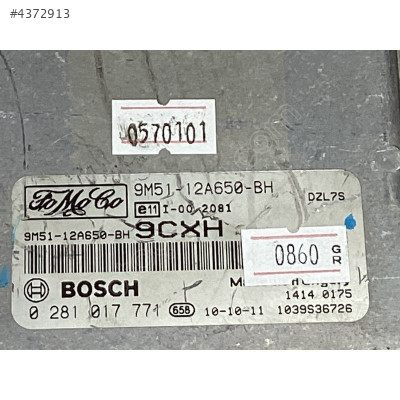 #4372913
0570101
FoMoCo
9M51-12A650-BH
DZL7S
e11 I-00 2081
9M51-12A650-BH
9CXH
0860
GR
BOSCH
1414 0175
0 281 017 771 658 10-10-11 1039S36726